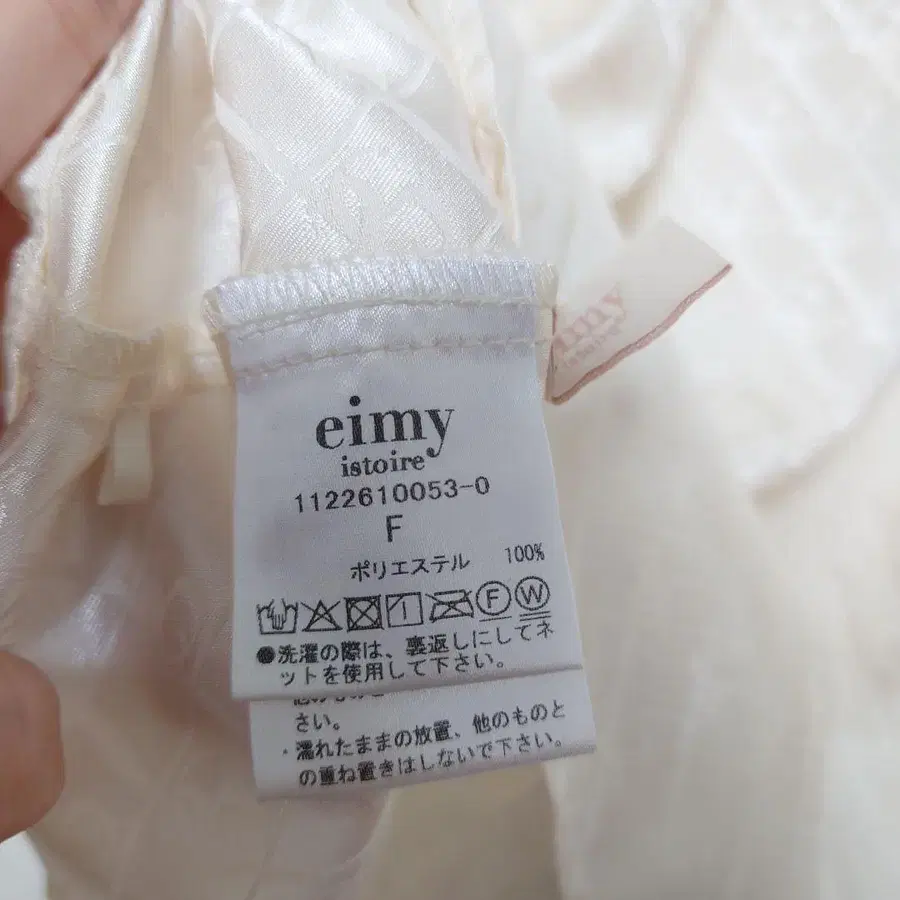 eimy
istoire
1122610053-0
F
ポリエステル 100%
F W
●洗濯の際は、裏返しにしてネ
ットを使用して下さい。
さい。
・濡れたままの放置、他のものと
の重ね置きはしないで下さい。
istoire